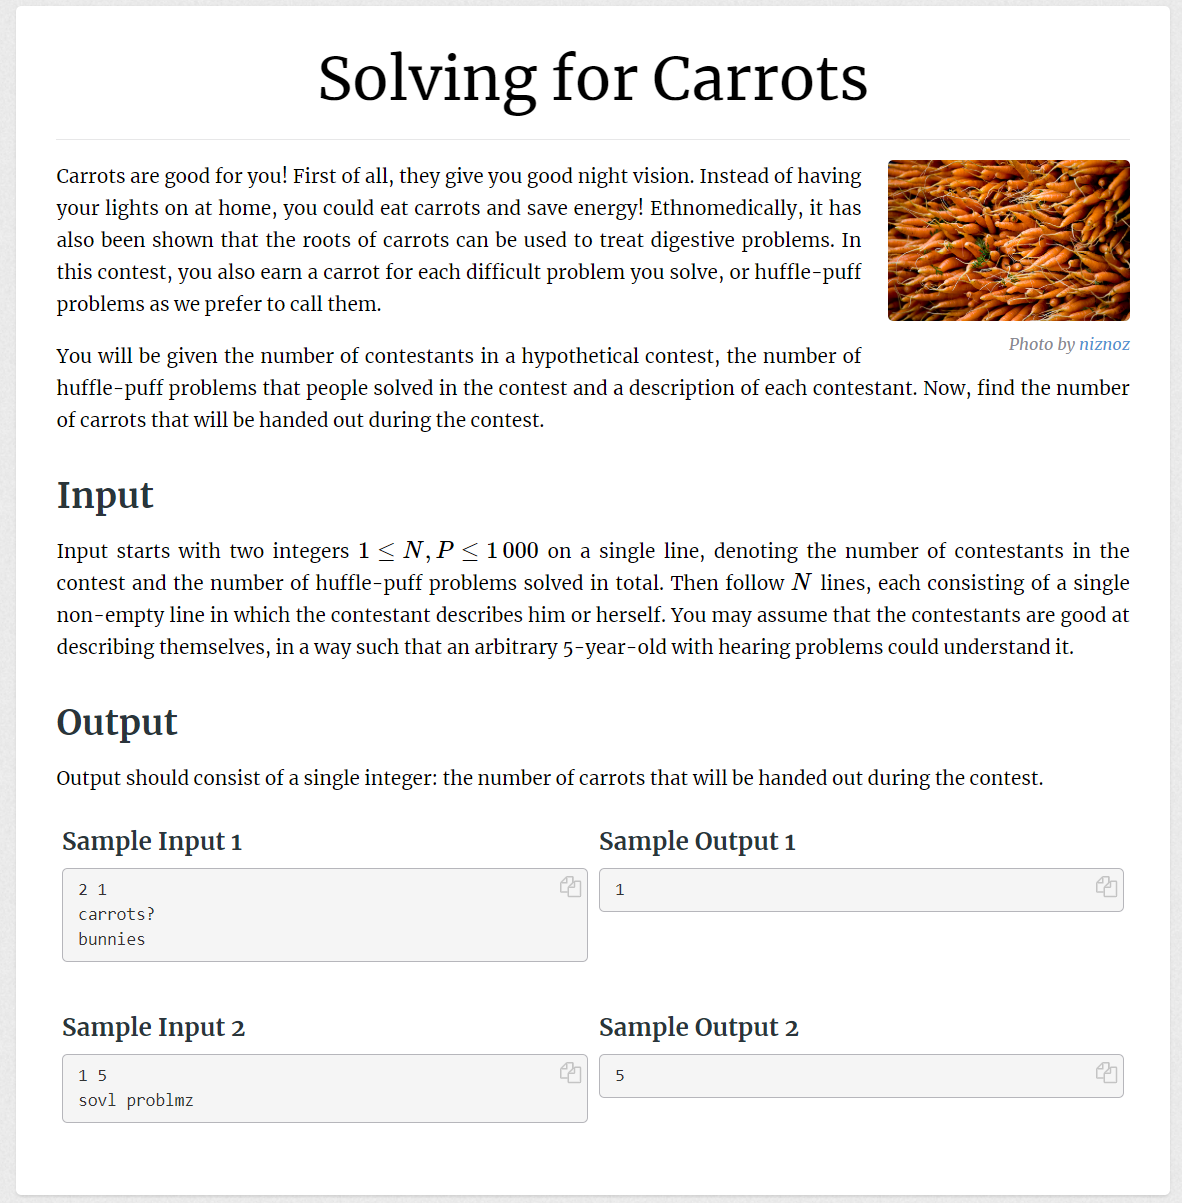 Solving for Carrots
Carrots are good for you! First of all, they give you good night vision. Instead of having
your lights on at home, you could eat carrots and save energy! Ethnomedically, it has
also been shown that the roots of carrots can be used to treat digestive problems. In
this contest, you also earn a carrot for each difficult problem you solve, or huffle-puff
problems as we prefer to call them.
Photo by niznoz
You will be given the number of contestants in a hypothetical contest, the number of
huffle-puff problems that people solved in the contest and a description of each contestant. Now, find the number
of carrots that will be handed out during the contest.
Input
Input starts with two integers 1 ≤ N, P ≤ 1 000 on a single line, denoting the number of contestants in the
contest and the number of huffle-puff problems solved in total. Then follow N lines, each consisting of a single
non-empty line in which the contestant describes him or herself. You may assume that the contestants are good at
describing themselves, in a way such that an arbitrary 5-year-old with hearing problems could understand it.
Output
Output should consist of a single integer: the number of carrots that will be handed out during the contest.
Sample Input 1
2 1
carrots?
bunnies
Sample Output 1
1
Sample Input 2
1 5
sovl problmz
Sample Output 2
5